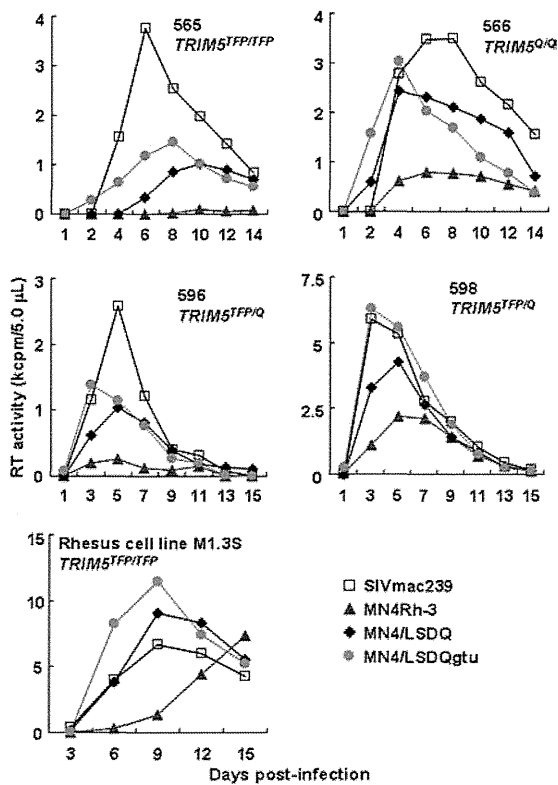 565
TRIM5TFP/TFP
4
3
2
1
0
1 2 4 6 8 10 12 14
566
TRIM5Q/Q
4
3
2
1
0
1 2 4 6 8 10 12 14
RT activity (kcpm/5.0 µL)
596
TRIM5TFP/Q
3
2
1
0
1 3 5 7 9 11 13 15
598
TRIM5TFP/Q
7.5
5
2.5
0
1 3 5 7 9 11 13 15
Rhesus cell line M1.3S
TRIM5TFP/TFP
15
10
5
0
3 6 9 12 15
SIVmac239
MN4Rh-3
MN4/LSDQ
MN4/LSDQgtu
Days post-infection